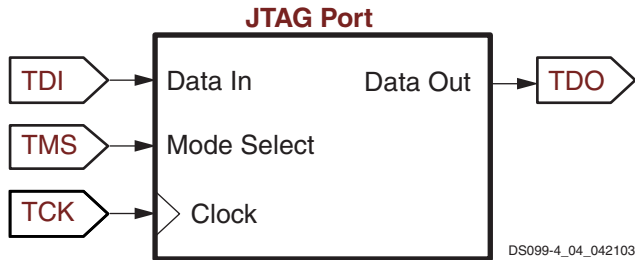 JTAG Port
TDI Data In Data Out TDO
TMS Mode Select
TCK Clock
DS099-4_04_042103